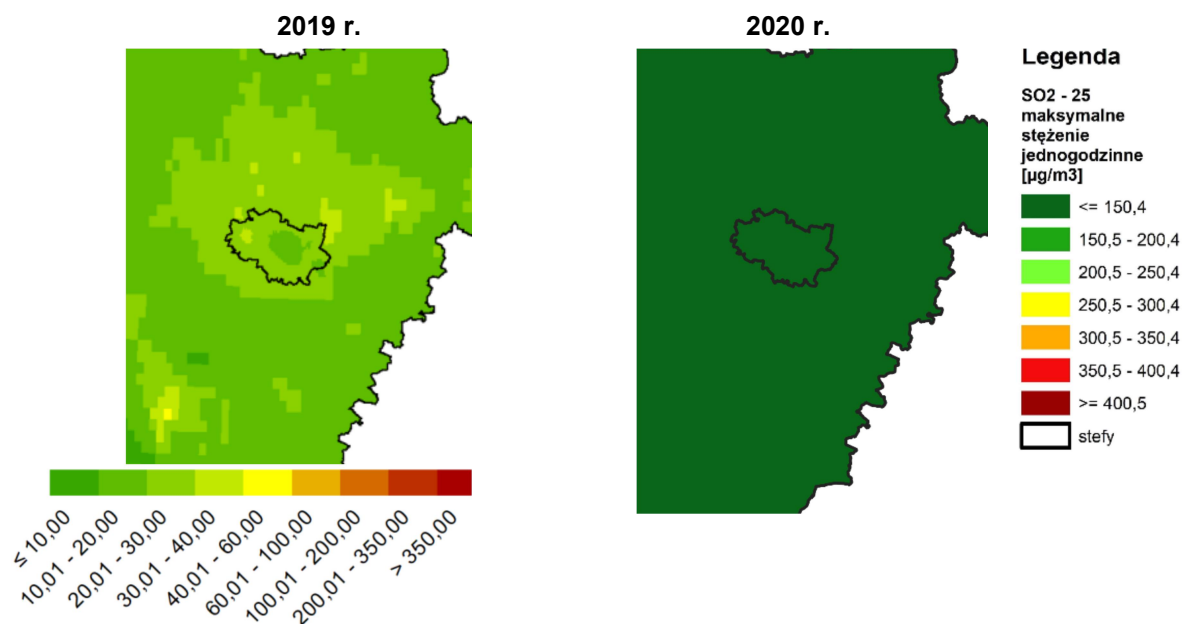 2019 r.
2020 r.
Legenda
SO2 - 25
maksymalne
stężenie
jednogodzinne
[µg/m3]
<= 150,4
150,5 - 200,4
200,5 - 250,4
250,5 - 300,4
300,5 - 350,4
350,5 - 400,4
>= 400,5
stefy
≤ 10,00
10,01 - 20,00
20,01 - 30,00
30,01 - 40,00
40,01 - 60,00
60,01 - 100,00
100,01 - 200,00
200,01 - 350,00
> 350,00